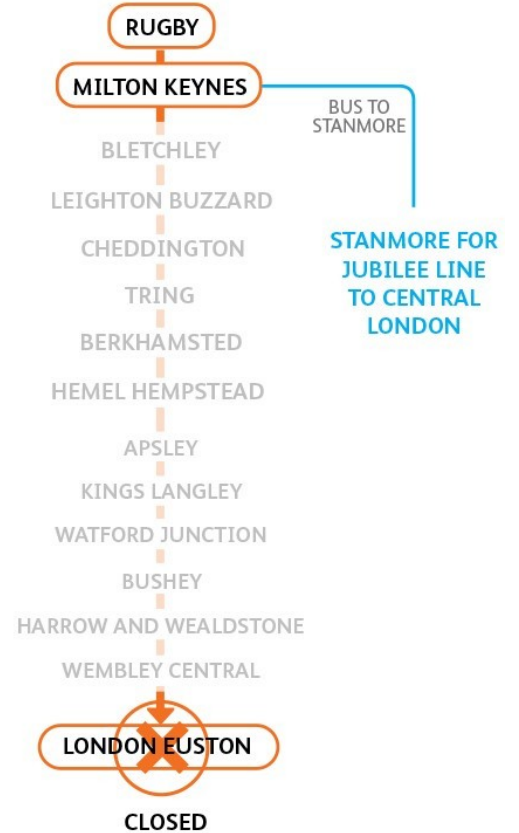 RUGBY
MILTON KEYNES
BUS TO
STANMORE
BLETCHLEY
LEIGHTON BUZZARD
CHEDDINGTON
STANMORE FOR
JUBILEE LINE
TO CENTRAL
LONDON
TRING
BERKHAMSTED
HEMEL HEMPSTEAD
APSLEY
KINGS LANGLEY
WATFORD JUNCTION
BUSHEY
HARROW AND WEALDSTONE
WEMBLEY CENTRAL
LONDON EUSTON
CLOSED